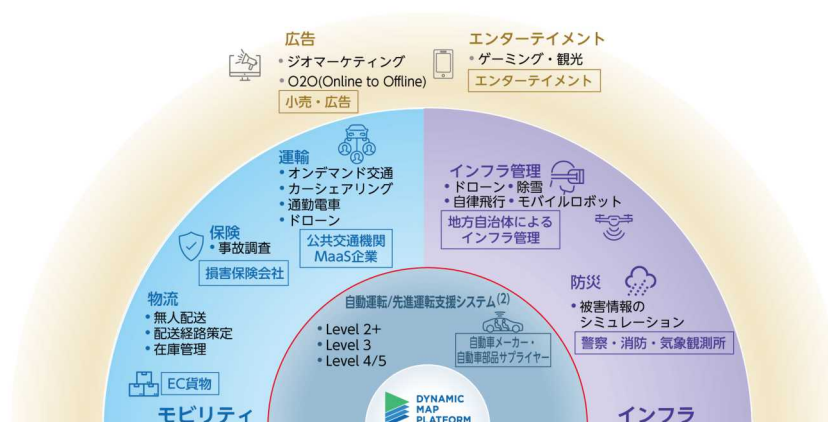 広告
• ジオマーケティング
• O2O(Online to Offline)
小売・広告
エンターテイメント
• ゲーミング・観光
エンターテイメント
運輸
• オンデマンド交通
• カーシェアリング
• 通勤電車
• ドローン
公共交通機関
MaaS企業
保険
• 事故調査
損害保険会社
物流
• 無人配送
• 配送経路策定
• 在庫管理
EC貨物
モビリティ
インフラ管理
• ドローン • 除雪
• 自律飛行 • モバイルロボット
地方自治体による
インフラ管理
防災
• 被害情報の
シミュレーション
警察・消防・気象観測所
インフラ
自動運転/先進運転支援システム(2)
• Level 2+
• Level 3
• Level 4/5
自動車メーカー・
自動車部品サプライヤー
DYNAMIC
MAP
PLATFORM